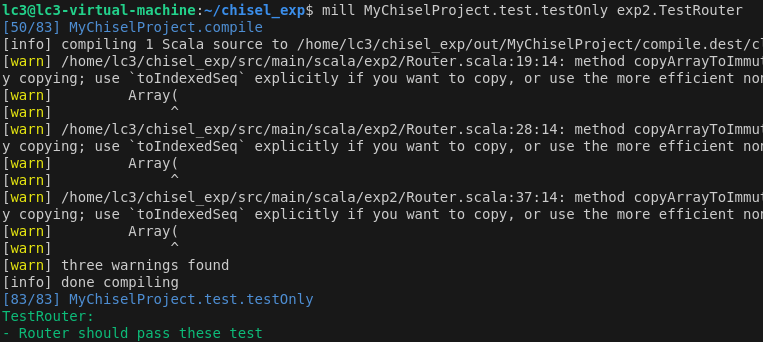 lc3@lc3-virtual-machine:~/chisel_exp$ mill MyChiselProject.test.testOnly exp2.TestRouter
[50/83] MyChiselProject.compile
[info] compiling 1 Scala source to /home/lc3/chisel_exp/out/MyChiselProject/compile.dest/cl
[warn] /home/lc3/chisel_exp/src/main/scala/exp2/Router.scala:19:14: method copyArrayToImmut
y copying; use `toIndexedSeq` explicitly if you want to copy, or use the more efficient non
[warn]         Array(
[warn]              ^
[warn] /home/lc3/chisel_exp/src/main/scala/exp2/Router.scala:28:14: method copyArrayToImmut
y copying; use `toIndexedSeq` explicitly if you want to copy, or use the more efficient non
[warn]         Array(
[warn]              ^
[warn] /home/lc3/chisel_exp/src/main/scala/exp2/Router.scala:37:14: method copyArrayToImmut
y copying; use `toIndexedSeq` explicitly if you want to copy, or use the more efficient non
[warn]         Array(
[warn]              ^
[warn] three warnings found
[info] done compiling
[83/83] MyChiselProject.test.testOnly
TestRouter:
- Router should pass these test